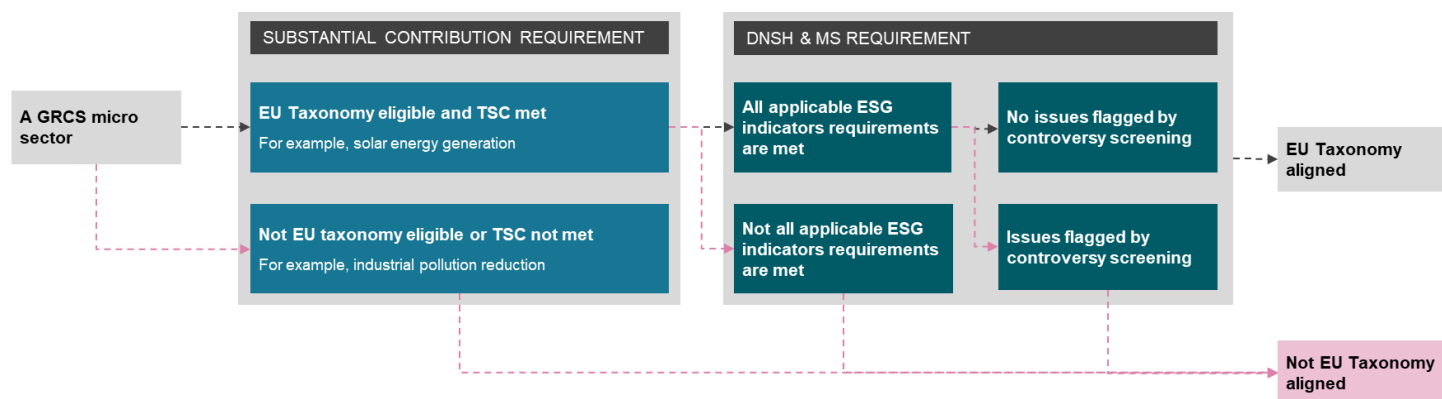 SUBSTANTIAL CONTRIBUTION REQUIREMENT
DNSH & MS REQUIREMENT
A GRCS micro
sector
EU Taxonomy eligible and TSC met
For example, solar energy generation
All applicable ESG
indicators requirements
are met
No issues flagged by
controversy screening
EU Taxonomy
aligned
Not EU taxonomy eligible or TSC not met
For example, industrial pollution reduction
Not all applicable ESG
indicators requirements
are met
Issues flagged by
controversy screening
Not EU Taxonomy
aligned